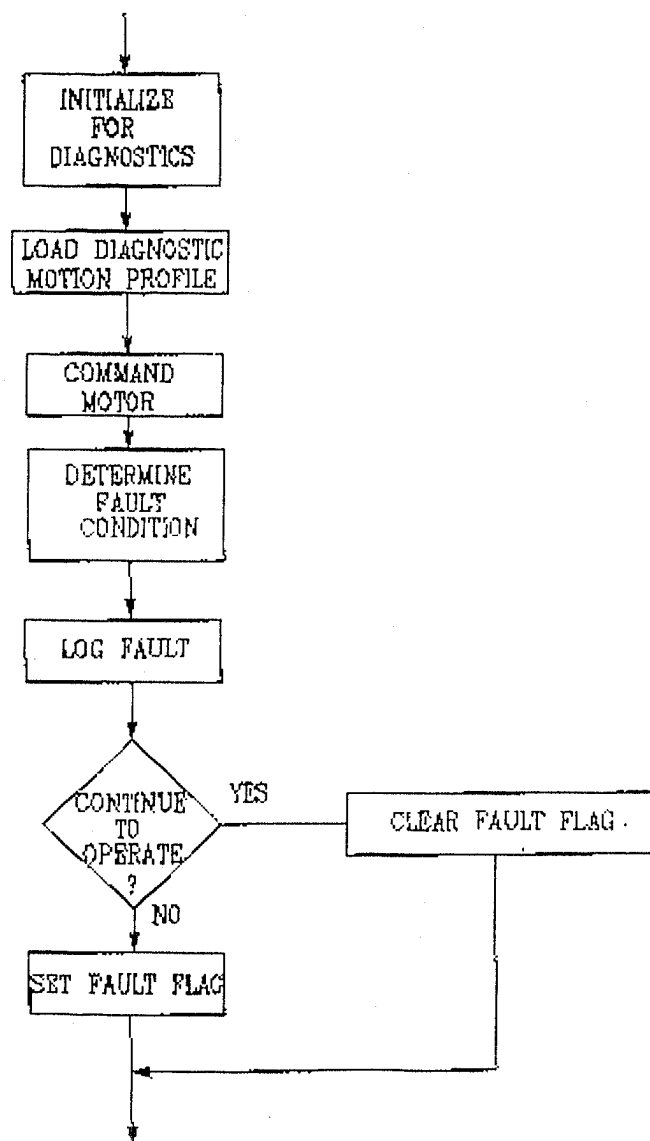 INITIALIZE
FOR
DIAGNOSTICS
LOAD DIAGNOSTIC
MOTION PROFILE
COMMAND
MOTOR
DETERMINE
FAULT
CONDITION
LOG FAULT
CONTINUE
TO
OPERATE
?
YES
CLEAR FAULT FLAG
NO
SET FAULT FLAG